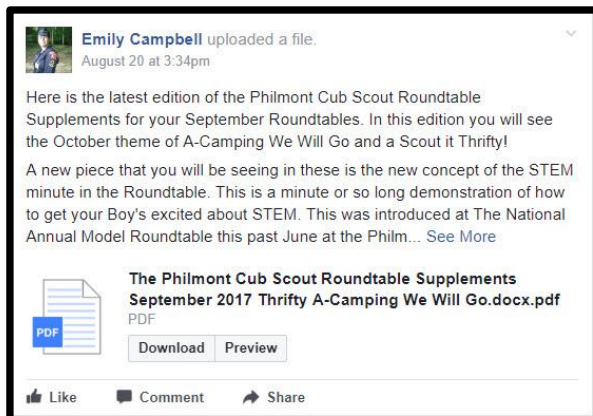 Emily Campbell uploaded a file.
August 20 at 3:34pm
Here is the latest edition of the Philmont Cub Scout Roundtable
Supplements for your September Roundtables. In this edition you will see
the October theme of A-Camping We Will Go and a Scout it Thrifty!
A new piece that you will be seeing in these is the new concept of the STEM
minute in the Roundtable. This is a minute or so long demonstration of how
to get your Boy's excited about STEM. This was introduced at The National
Annual Model Roundtable this past June at the Philm... See More
The Philmont Cub Scout Roundtable Supplements
September 2017 Thrifty A-Camping We Will Go.docx.pdf
PDF
PDF
Download Preview
Like Comment Share